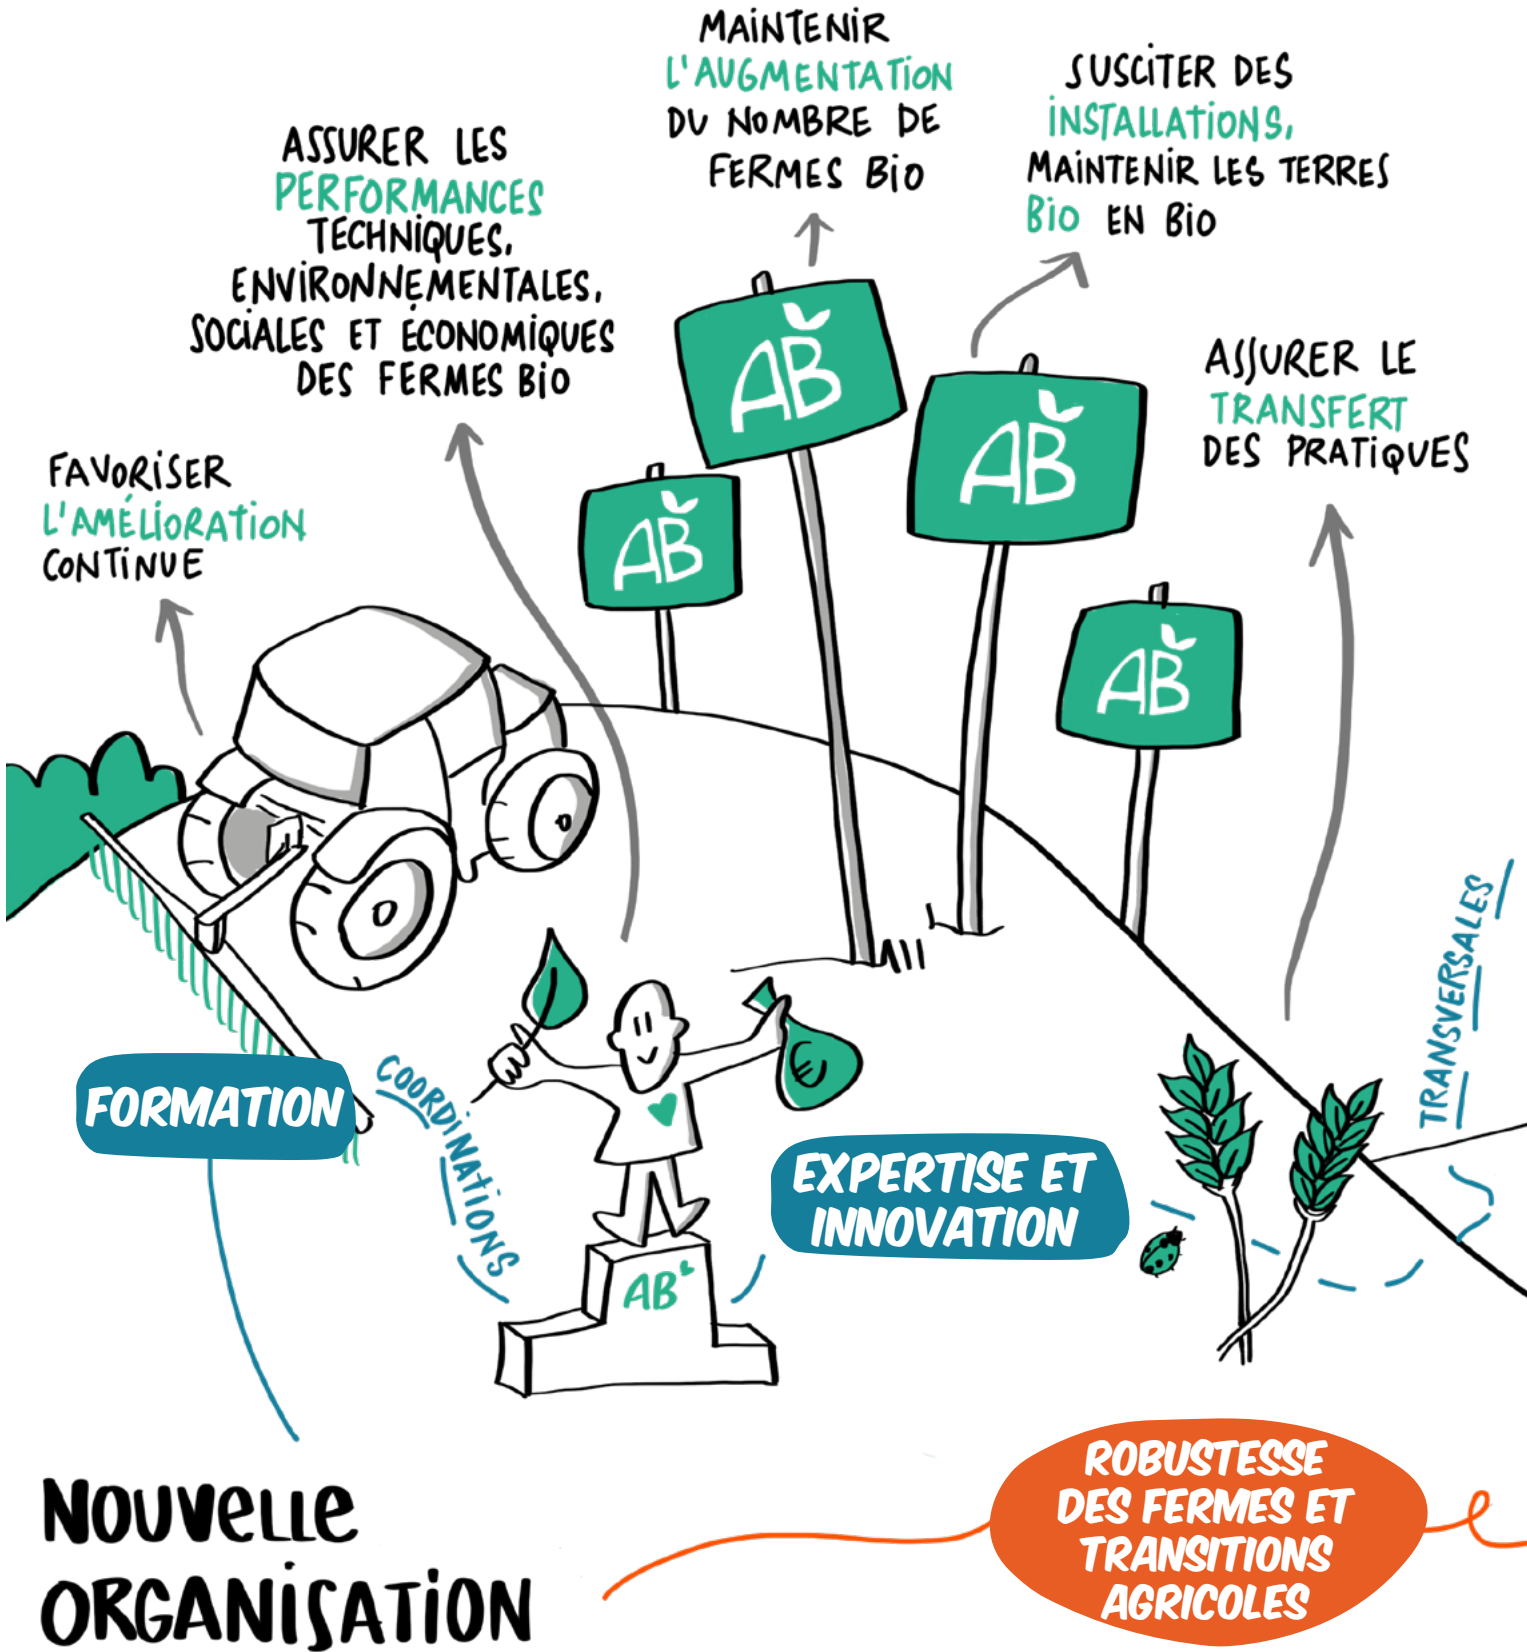 MAINTENIR
L'AUGMENTATION
DU NOMBRE DE
FERMES BIO
SUSCITER DES
INSTALLATIONS,
MAINTENIR LES TERRES
BIO EN BIO
ASSURER LES
PERFORMANCES
TECHNIQUES,
ENVIRONNEMENTALES,
SOCIALES ET ÉCONOMIQUES
DES FERMES BIO
ASSURER LE
TRANSFERT
DES PRATIQUES
FAVORISER
L'AMÉLIORATION
CONTINUE
AB
AB
AB
AB
FORMATION
COORDINATIONS
TRANSVERSALES
€
EXPERTISE ET
INNOVATION
AB
NOUVELLE
ORGANISATION
ROBUSTESSE
DES FERMES ET
TRANSITIONS
AGRICOLES